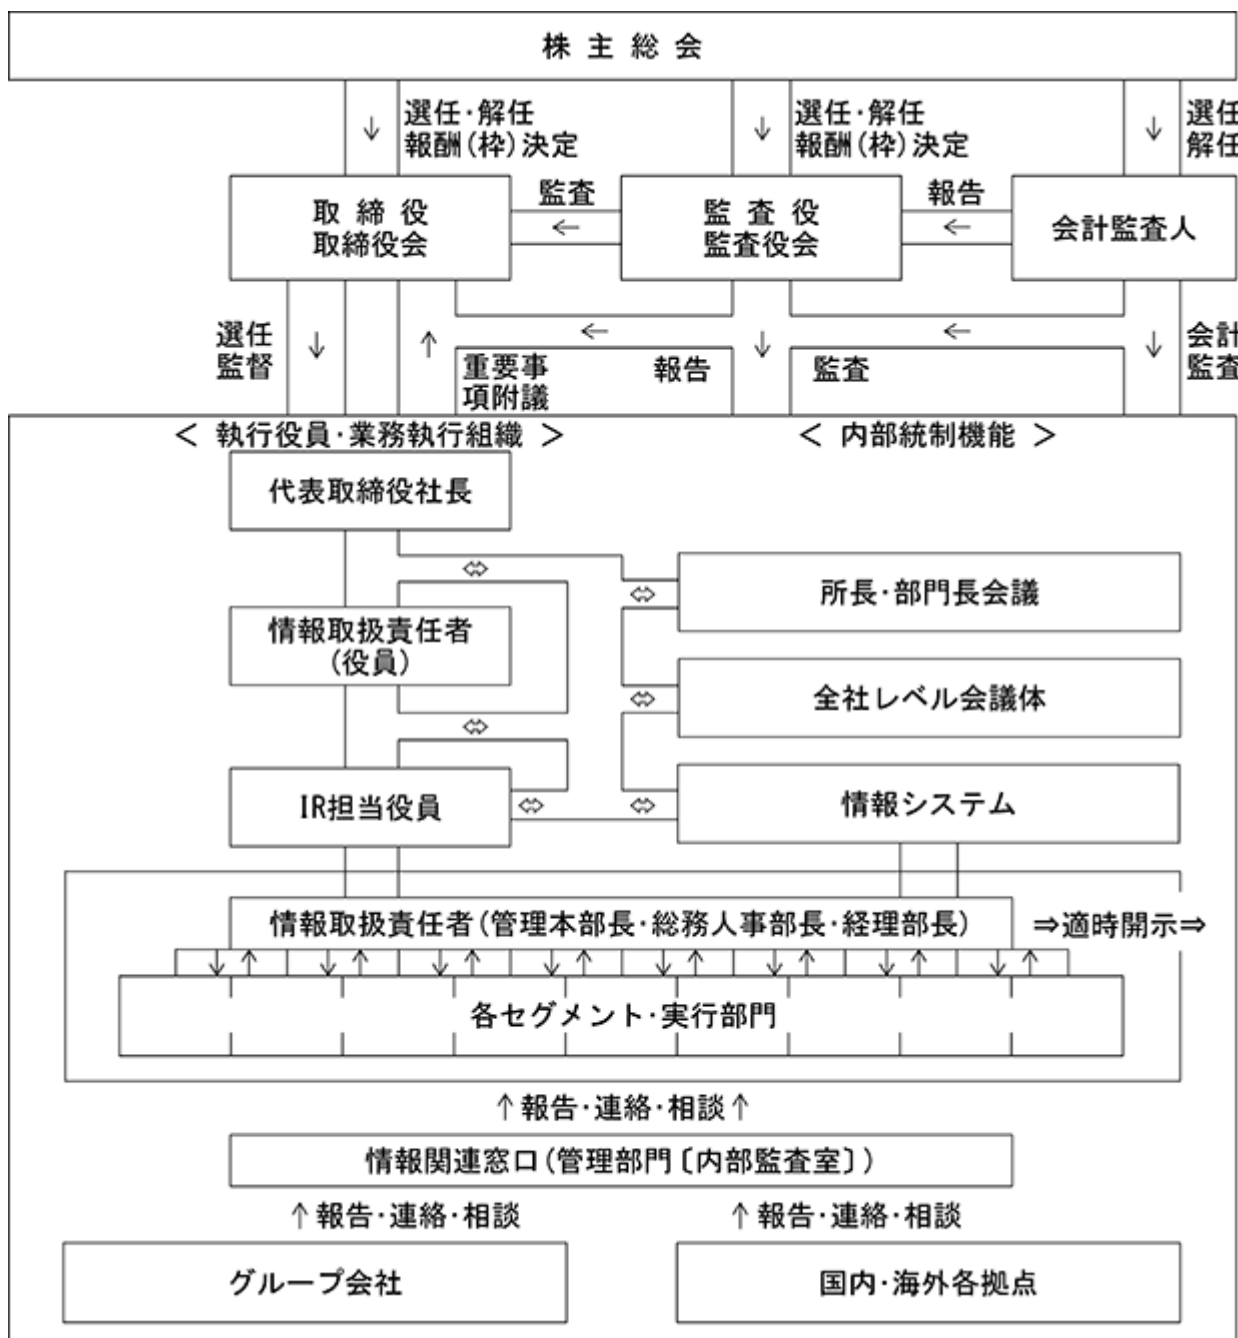 株 主 総 会
↓ 選任・解任
報酬(枠)決定
↓ 選任・解任
報酬(枠)決定
↓ 選任
解任
取 締 役
取締役会
監査
←
監 査 役
監査役会
報告
←
会計監査人
選任
監督
↓
↑
重要事
項附議
←
報告
↓
監査
←
↓
会計
監査
＜ 執行役員・業務執行組織 ＞
＜ 内部統制機能 ＞
代表取締役社長
⇔
⇔
所長・部門長会議
情報取扱責任者
(役員)
⇔
全社レベル会議体
⇔
IR担当役員
⇔
⇔
情報システム
情報取扱責任者(管理本部長・総務人事部長・経理部長)
⇒適時開示⇒
↓↑ ↓↑ ↓↑ ↓↑ ↓↑ ↓↑ ↓↑ ↓↑
各セグメント・実行部門
↑報告・連絡・相談↑
情報関連窓口(管理部門〔内部監査室〕)
↑報告・連絡・相談
↑報告・連絡・相談
グループ会社
国内・海外各拠点